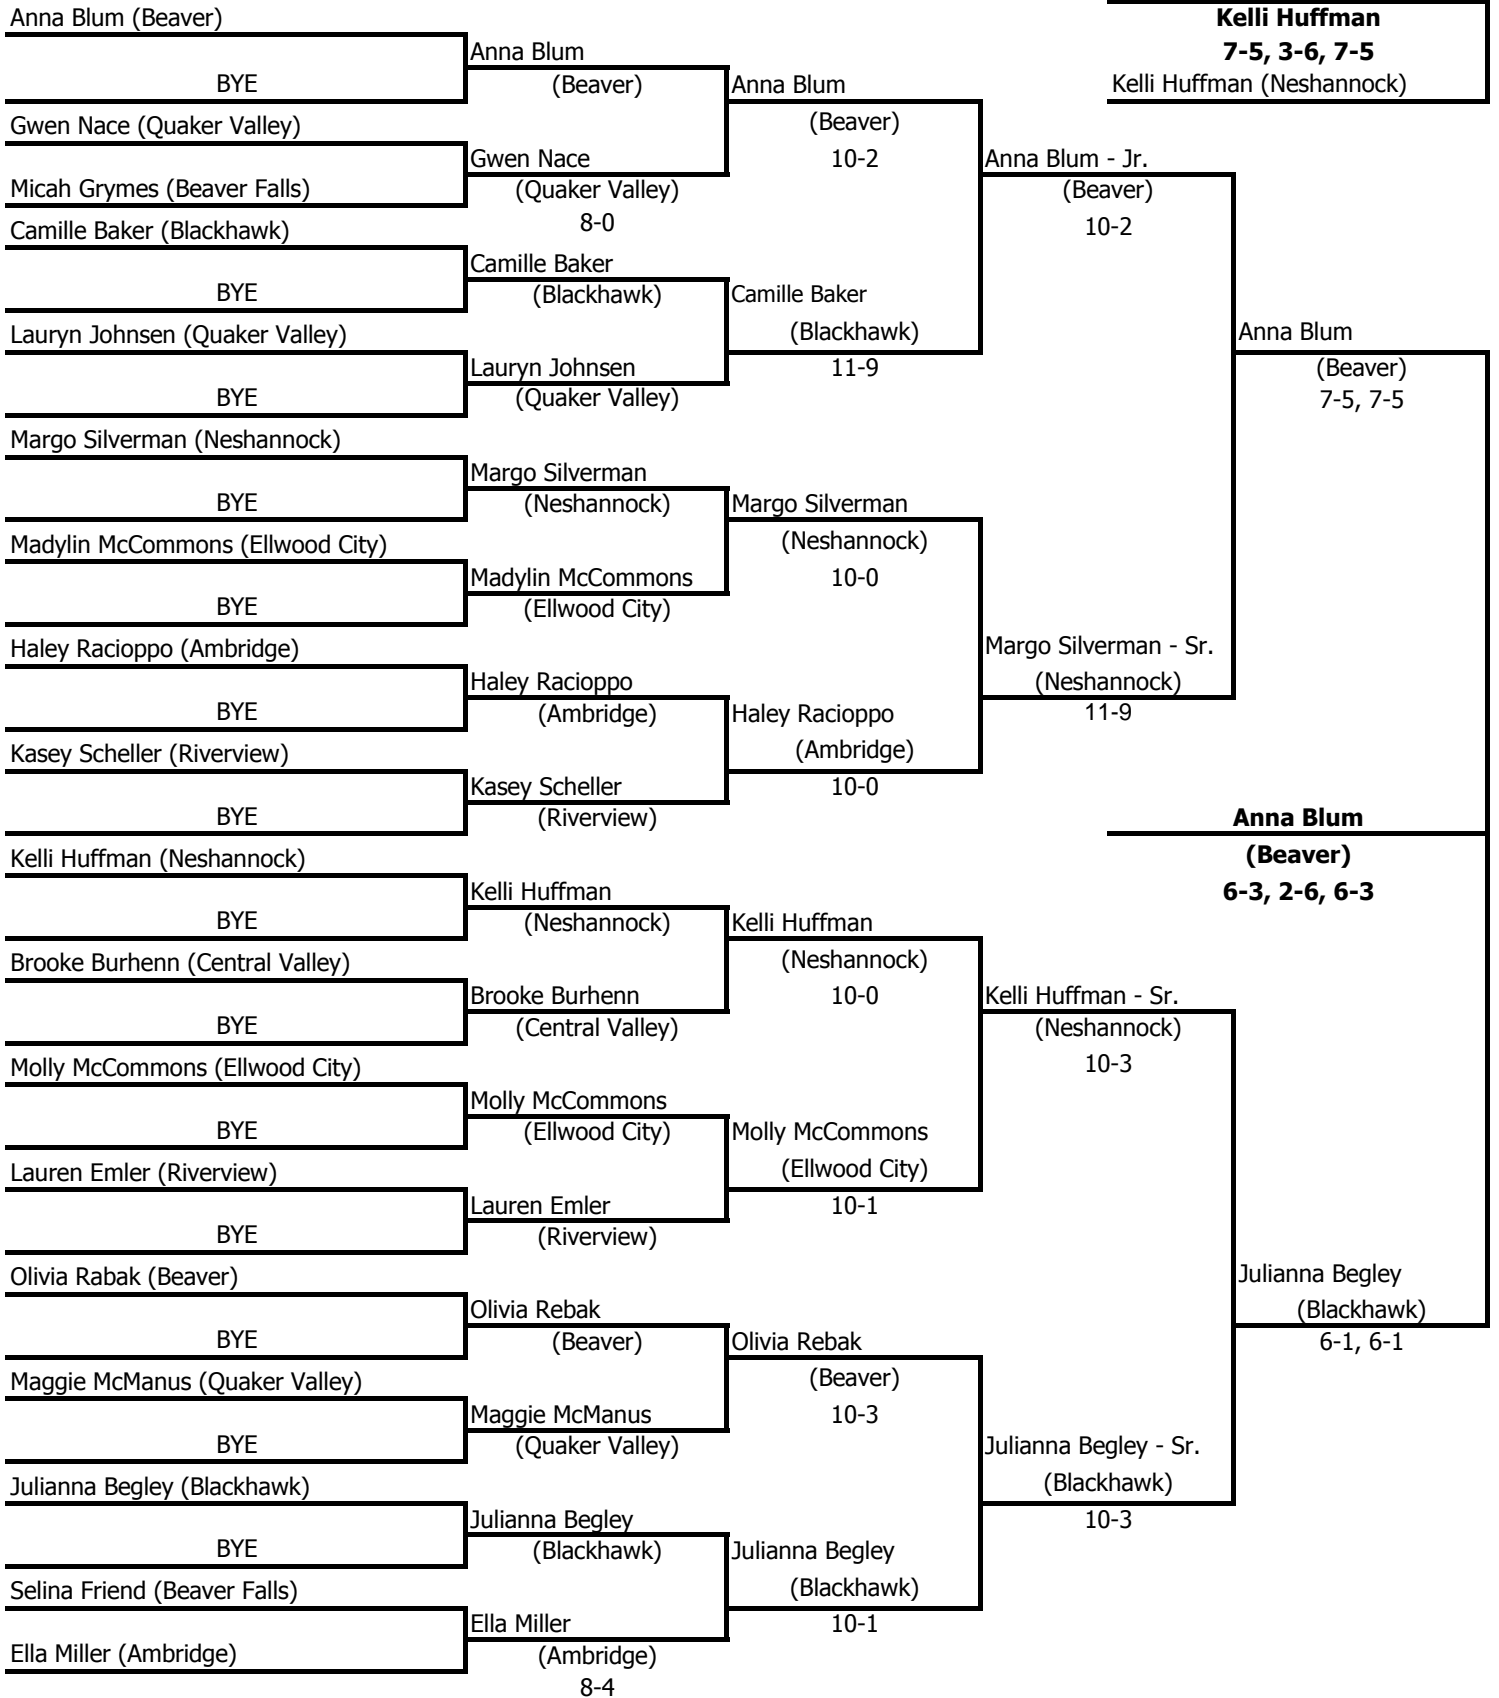 Anna Blum (Beaver)
BYE
Gwen Nace (Quaker Valley)
Micah Grymes (Beaver Falls)
Camille Baker (Blackhawk)
BYE
Lauryn Johnsen (Quaker Valley)
BYE
Margo Silverman (Neshannock)
BYE
Madylin McCommons (Ellwood City)
BYE
Haley Racioppo (Ambridge)
BYE
Kasey Scheller (Riverview)
BYE
Kelli Huffman (Neshannock)
BYE
Brooke Burhenn (Central Valley)
BYE
Molly McCommons (Ellwood City)
BYE
Lauren Emler (Riverview)
BYE
Olivia Rabak (Beaver)
BYE
Maggie McManus (Quaker Valley)
BYE
Julianna Begley (Blackhawk)
BYE
Selina Friend (Beaver Falls)
Ella Miller (Ambridge)
Anna Blum
(Beaver)
Gwen Nace
(Quaker Valley)
8-0
Camille Baker
(Blackhawk)
Lauryn Johnsen
(Quaker Valley)
Margo Silverman
(Neshannock)
Madylin McCommons
(Ellwood City)
Haley Racioppo
(Ambridge)
Kasey Scheller
(Riverview)
Kelli Huffman
(Neshannock)
Brooke Burhenn
(Central Valley)
Molly McCommons
(Ellwood City)
Lauren Emler
(Riverview)
Olivia Rebak
(Beaver)
Maggie McManus
(Quaker Valley)
Julianna Begley
(Blackhawk)
Ella Miller
(Ambridge)
8-4
Anna Blum
(Beaver)
10-2
Camille Baker
(Blackhawk)
11-9
Margo Silverman
(Neshannock)
10-0
Haley Racioppo
(Ambridge)
10-0
Kelli Huffman
(Neshannock)
10-0
Molly McCommons
(Ellwood City)
10-1
Olivia Rebak
(Beaver)
10-3
Julianna Begley
(Blackhawk)
10-1
Anna Blum - Jr.
(Beaver)
10-2
Margo Silverman - Sr.
(Neshannock)
11-9
Kelli Huffman - Sr.
(Neshannock)
10-3
Julianna Begley - Sr.
(Blackhawk)
10-3
Kelli Huffman
7-5, 3-6, 7-5
Kelli Huffman (Neshannock)
Anna Blum
(Beaver)
7-5, 7-5
Anna Blum
(Beaver)
6-3, 2-6, 6-3
Julianna Begley
(Blackhawk)
6-1, 6-1